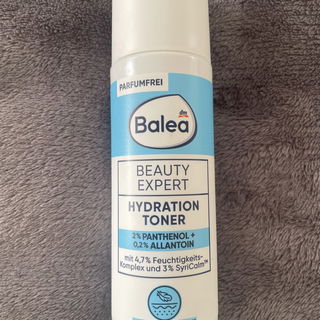 PARFUMFREI
dm
Balea
BEAUTY
EXPERT
HYDRATION
TONER
2% PANTHENOL +
0,2% ALLANTOIN
mit 4,7% Feuchtigkeits-
Komplex und 3% SyriCalm™